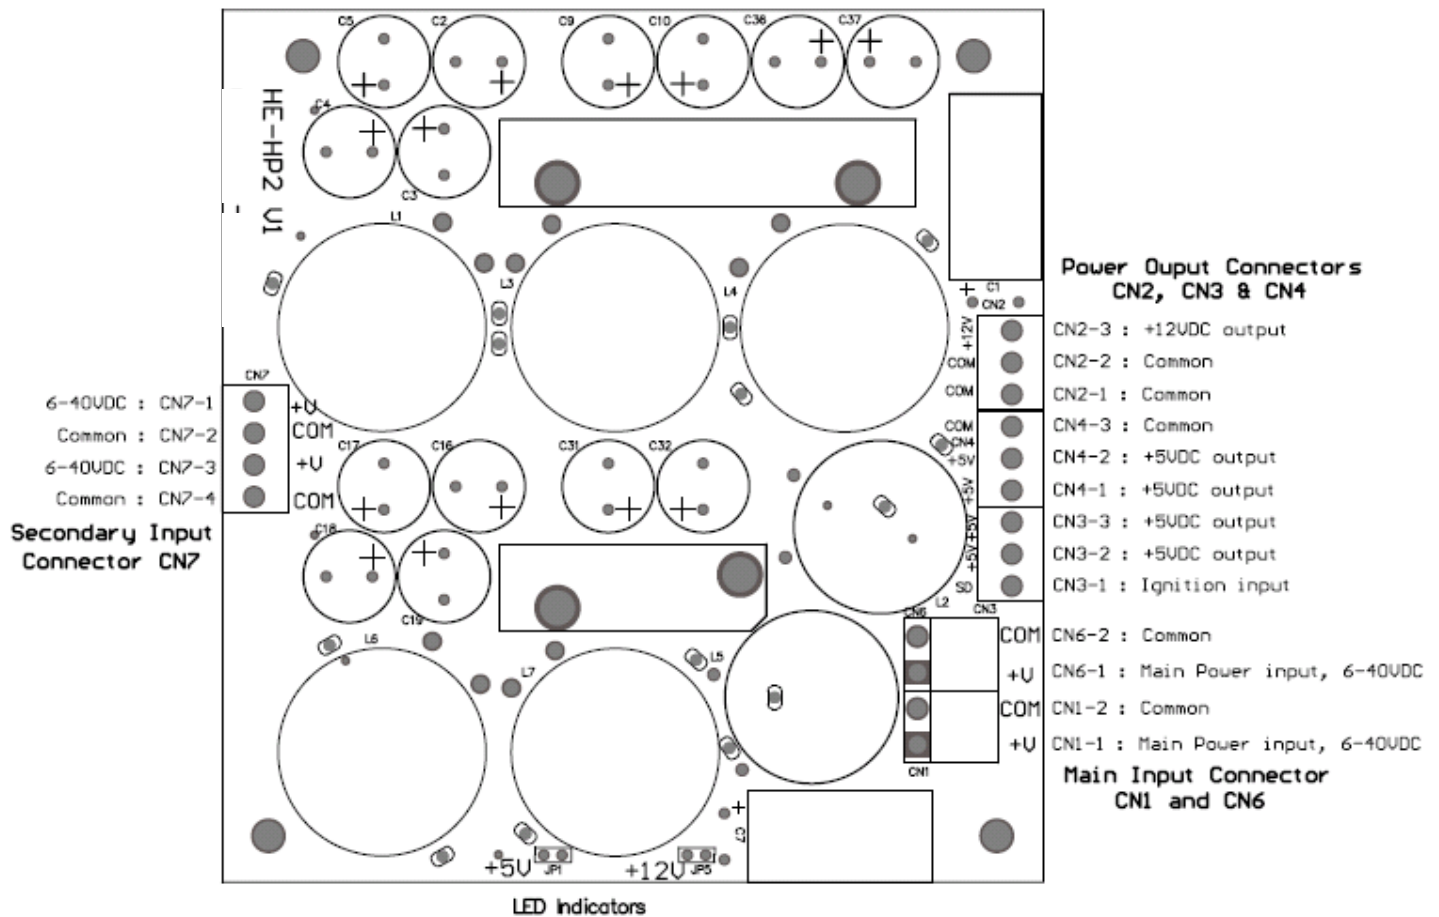 C5
C2
C9
C10
C36
C37
HE-HP2 V1
C4
C3
L1
L3
L4
C1
CN2
Power Ouput Connectors
CN2, CN3 & CN4
+12V
COM
COM
COM
CN4
+5V
+5V
+5V
+5V
SD
CN2-3 : +12VDC output
CN2-2 : Common
CN2-1 : Common
CN4-3 : Common
CN4-2 : +5VDC output
CN4-1 : +5VDC output
CN3-3 : +5VDC output
CN3-2 : +5VDC output
CN3-1 : Ignition input
CN7
6-40VDC : CN7-1
Common : CN7-2
6-40VDC : CN7-3
Common : CN7-4
+V
COM
+V
COM
Secondary Input
Connector CN7
C17
C16
C31
C32
C18
C19
L6
L7
L5
L2
CN3
CN6
COM
+V
COM
+V
CN6-2 : Common
CN6-1 : Main Power input, 6-40VDC
CN1-2 : Common
CN1-1 : Main Power input, 6-40VDC
CN1
Main Input Connector
CN1 and CN6
C7
+5V
JP1
+12V
JP5
LED Indicators